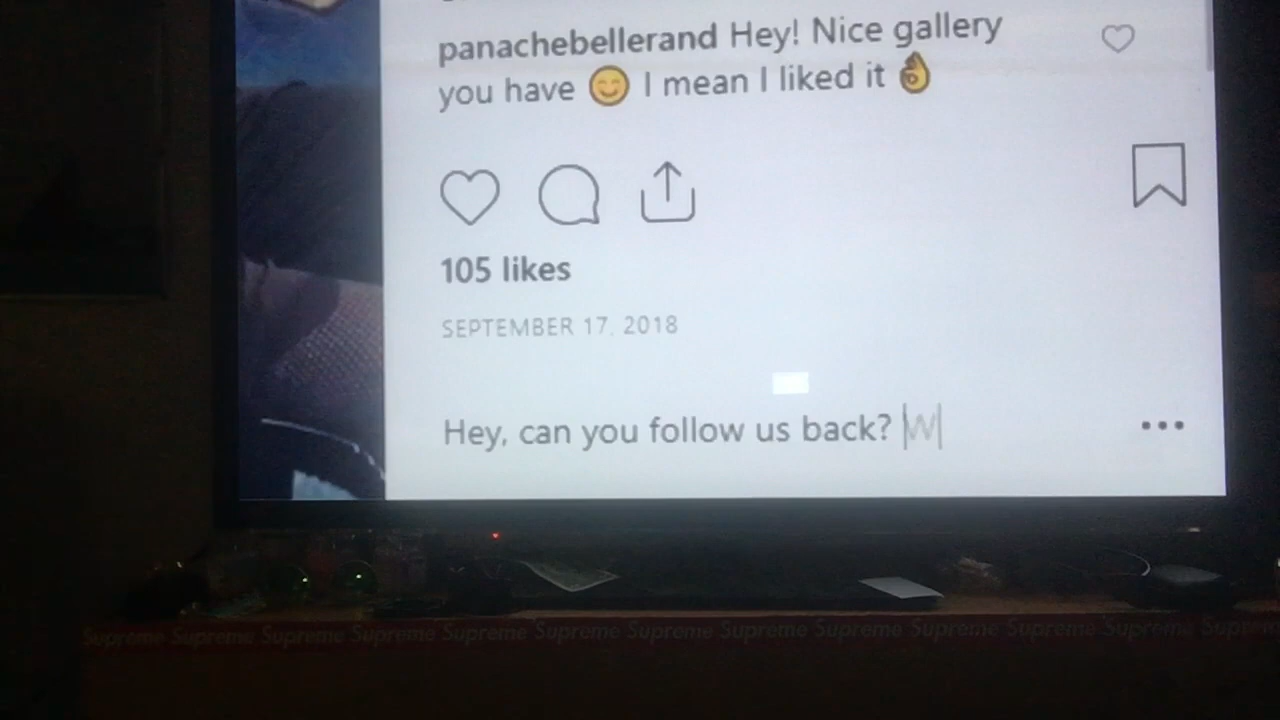 panachebellerand Hey! Nice gallery
you have 😊 I mean I liked it 👌
105 likes
SEPTEMBER 17, 2018
Hey, can you follow us back? W
Supreme Supreme Supreme Supreme Supreme Supreme Supreme Supreme Supreme Supreme Supreme Supreme